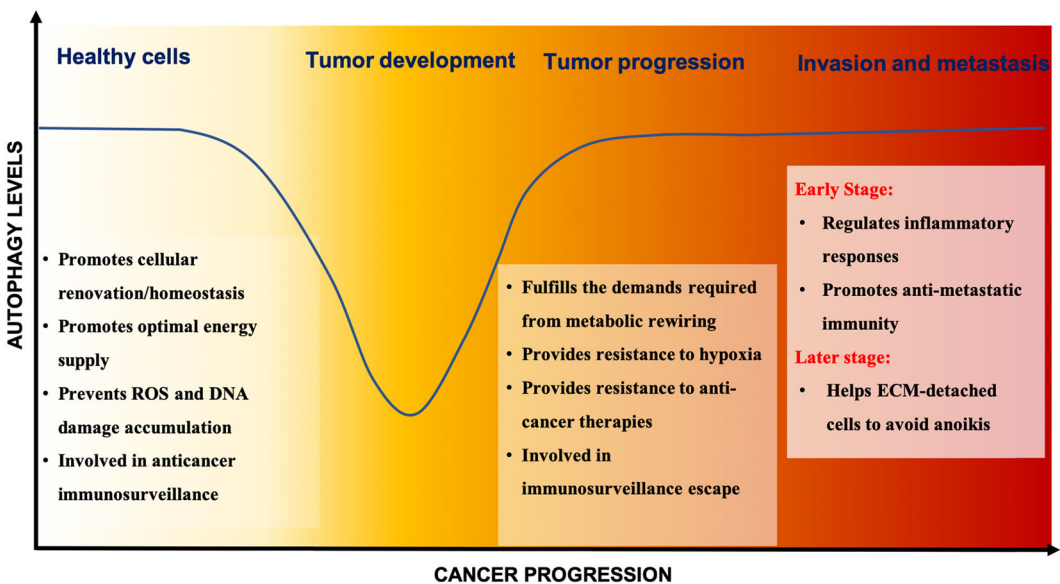 Healthy cells
Tumor development
Tumor progression
Invasion and metastasis
AUTOPHAGY LEVELS
• Promotes cellular
renovation/homeostasis
• Promotes optimal energy
supply
• Prevents ROS and DNA
damage accumulation
• Involved in anticancer
immunosurveillance
• Fulfills the demands required
from metabolic rewiring
• Provides resistance to hypoxia
• Provides resistance to anti-
cancer therapies
• Involved in
immunosurveillance escape
Early Stage:
• Regulates inflammatory
responses
• Promotes anti-metastatic
immunity
Later stage:
• Helps ECM-detached
cells to avoid anoikis
CANCER PROGRESSION